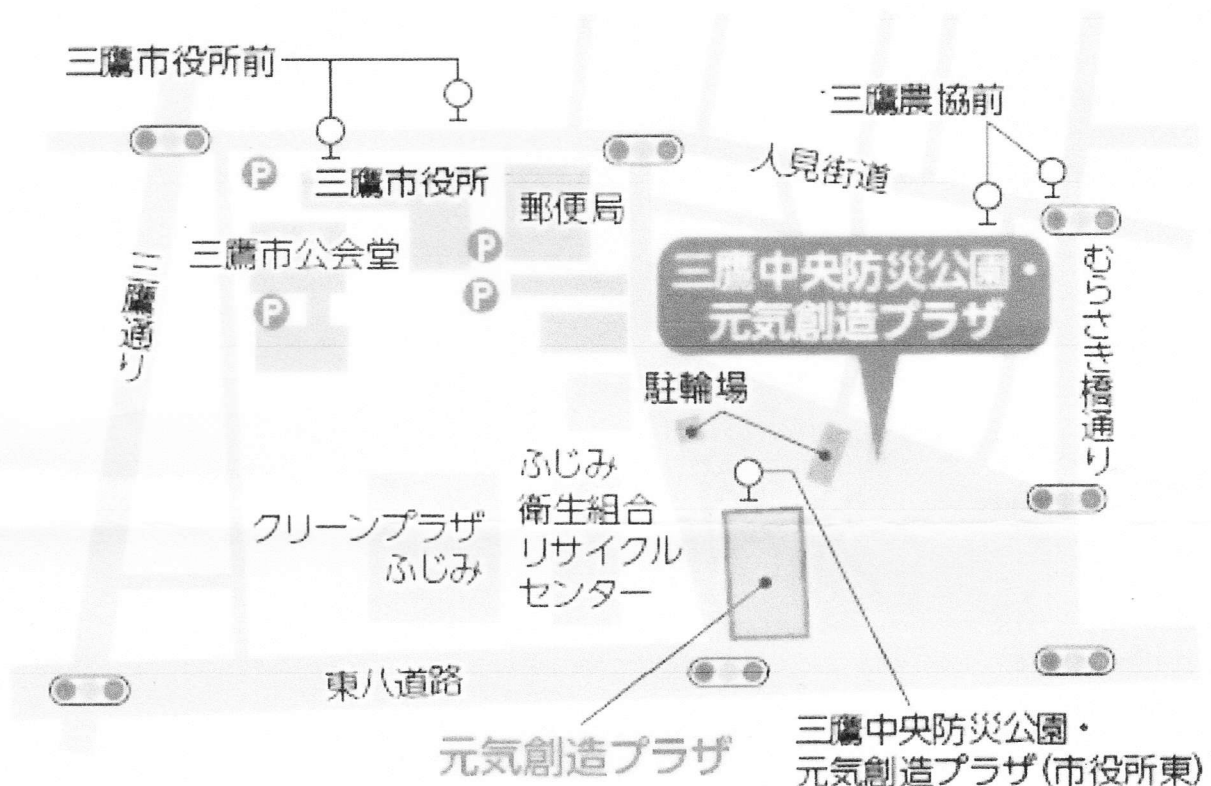 三鷹市役所前
三鷹農協前
人見街道
P
三鷹市役所
郵便局
三鷹市公会堂
P
P
P
三鷹通り
三鷹中央防災公園・
元気創造プラザ
むらさき橋通り
駐輪場
ふじみ
衛生組合
リサイクル
センター
クリーンプラザ
ふじみ
東八道路
元気創造プラザ
三鷹中央防災公園・
元気創造プラザ(市役所東)